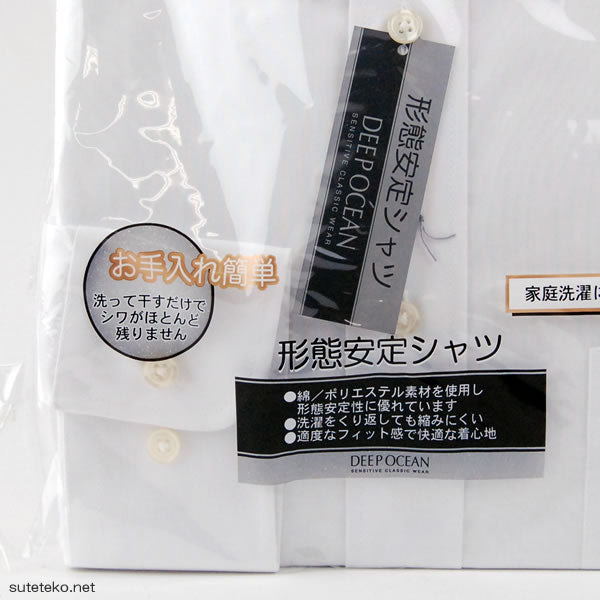 形態安定シャツ
DEEP OCEAN
SENSITIVE CLASSIC WEAR
お手入れ簡単
洗って干すだけで
シワがほとんど
残りません
家庭洗濯に
形態安定シャツ
●綿／ポリエステル素材を使用し
形態安定性に優れています
●洗濯をくり返しても縮みにくい
●適度なフィット感で快適な着心地
DEEP OCEAN
SENSITIVE CLASSIC WEAR
suteteko.net